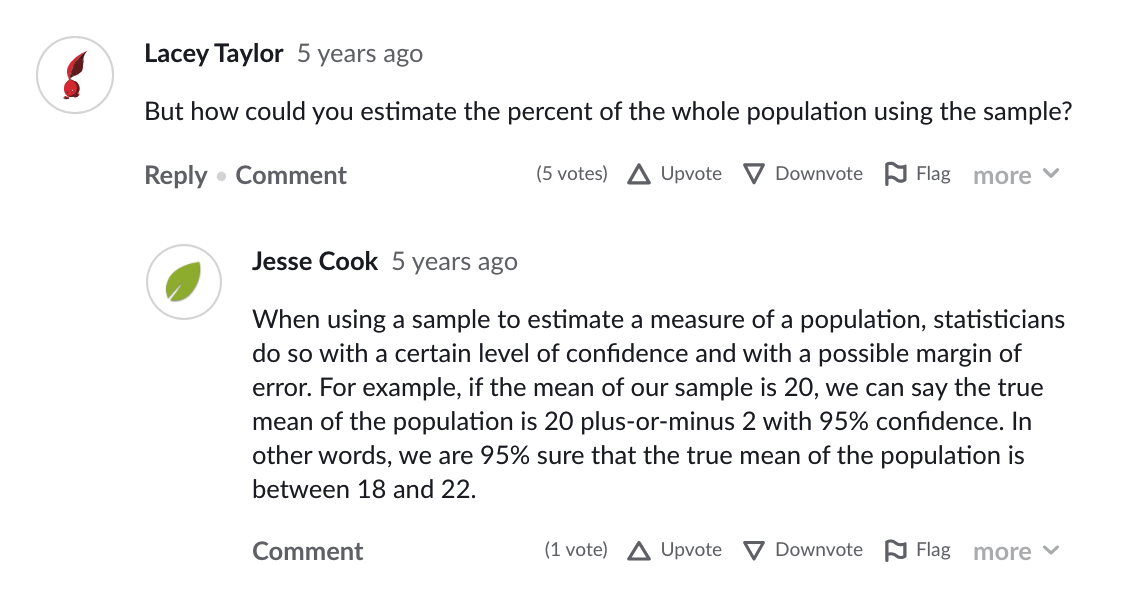 Lacey Taylor 5 years ago
But how could you estimate the percent of the whole population using the sample?
Reply • Comment (5 votes) Upvote Downvote Flag more
Jesse Cook 5 years ago
When using a sample to estimate a measure of a population, statisticians
do so with a certain level of confidence and with a possible margin of
error. For example, if the mean of our sample is 20, we can say the true
mean of the population is 20 plus-or-minus 2 with 95% confidence. In
other words, we are 95% sure that the true mean of the population is
between 18 and 22.
Comment (1 vote) Upvote Downvote Flag more